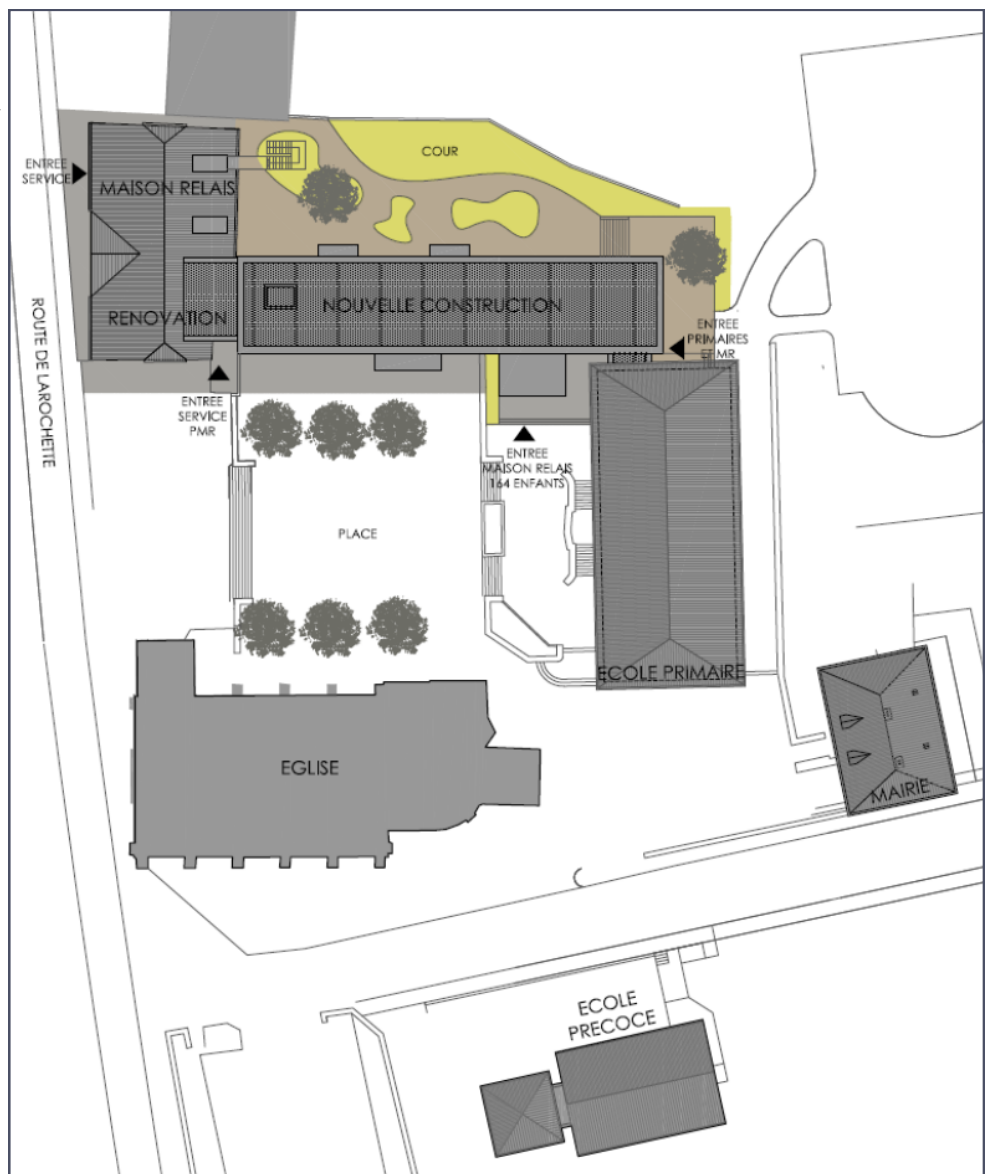 COUR
ENTREE
SERVICE
MAISON RELAIS
ROUTE DE LAROCHETTE
RENOVATION
NOUVELLE CONSTRUCTION
ENTREE
PRIMAIRES
ET MR
ENTREE
SERVICE
PMR
ENTREE
MAISON RELAIS
164 ENFANTS
PLACE
ECOLE PRIMAIRE
EGLISE
MAIRIE
ECOLE
PRECOCE